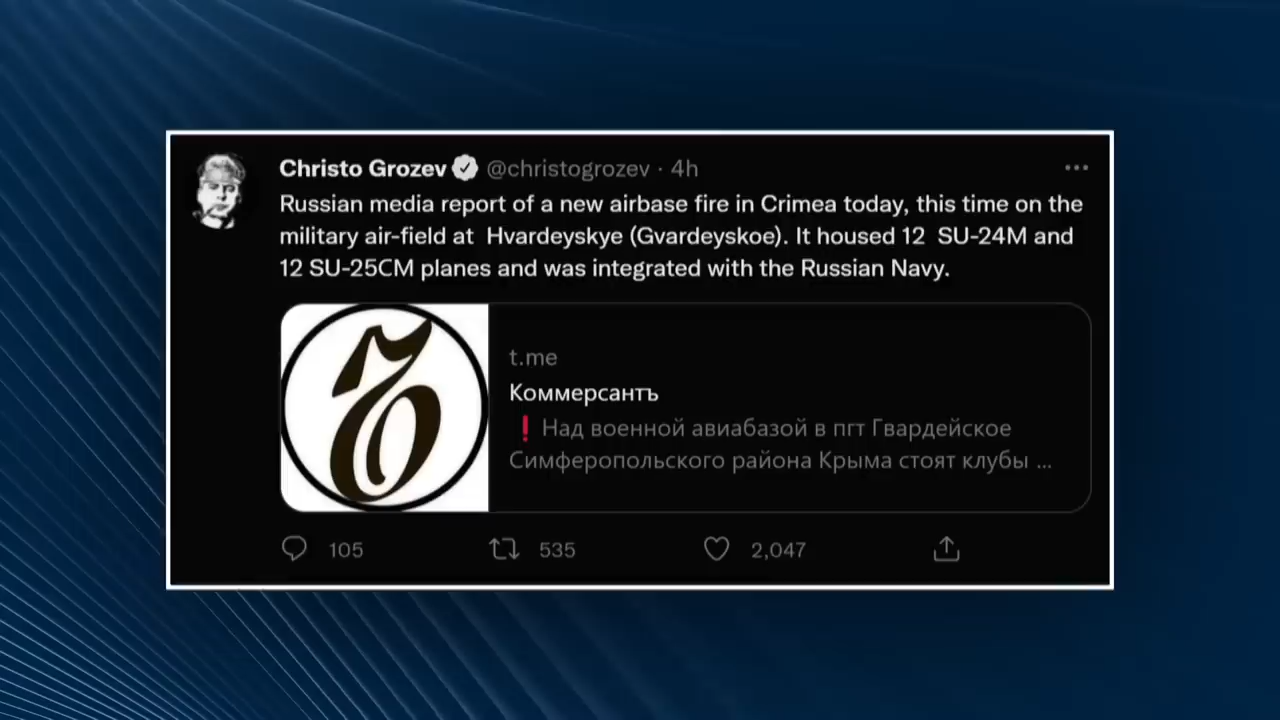 Christo Grozev @christogrozev · 4h
Russian media report of a new airbase fire in Crimea today, this time on the
military air-field at Hvardeyskye (Gvardeyskoe). It housed 12 SU-24M and
12 SU-25CM planes and was integrated with the Russian Navy.
t.me
Коммерсантъ
❗ Над военной авиабазой в пгт Гвардейское
Симферопольского района Крыма стоят клубы ...
105 535 2,047